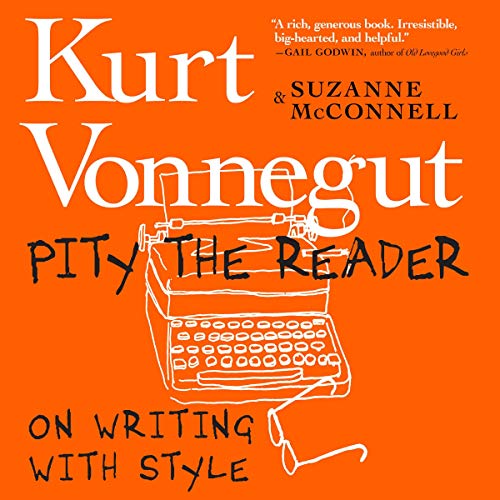 Kurt
Vonnegut
“A rich, generous book. Irresistible,
big-hearted, and helpful.”
—GAIL GODWIN, author of Old Lovegood Girls
& SUZANNE
McCONNELL
PITY THE READER
ON WRITING
WITH STYLE